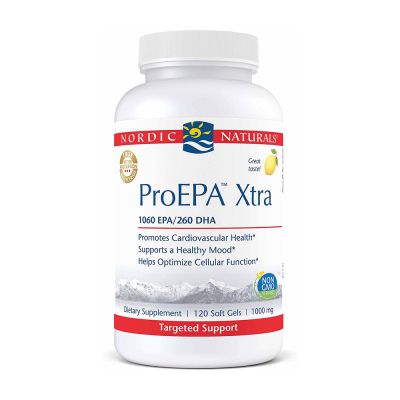 NORDIC NATURALS®
Great
taste!
ProEPA™ Xtra
1060 EPA/260 DHA
Promotes Cardiovascular Health*
Supports a Healthy Mood*
Helps Optimize Cellular Function*
NON
GMO
Dietary Supplement | 120 Soft Gels | 1000 mg
Targeted Support